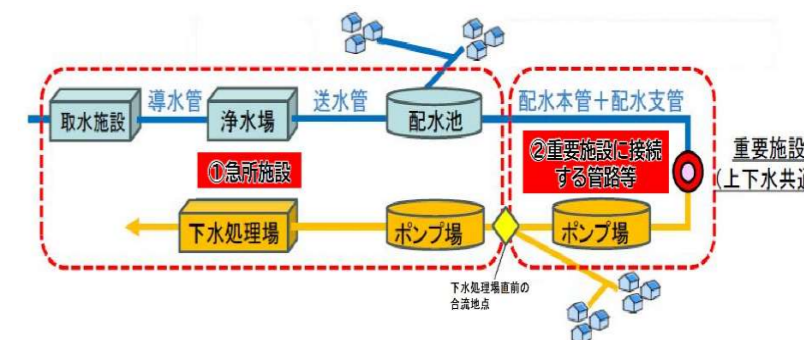 導水管
送水管
配水本管+配水支管
取水施設
浄水場
配水池
①急所施設
②重要施設に接続
する管路等
重要施設
(上下水共通
下水処理場
ポンプ場
ポンプ場
下水処理場直前の
合流地点